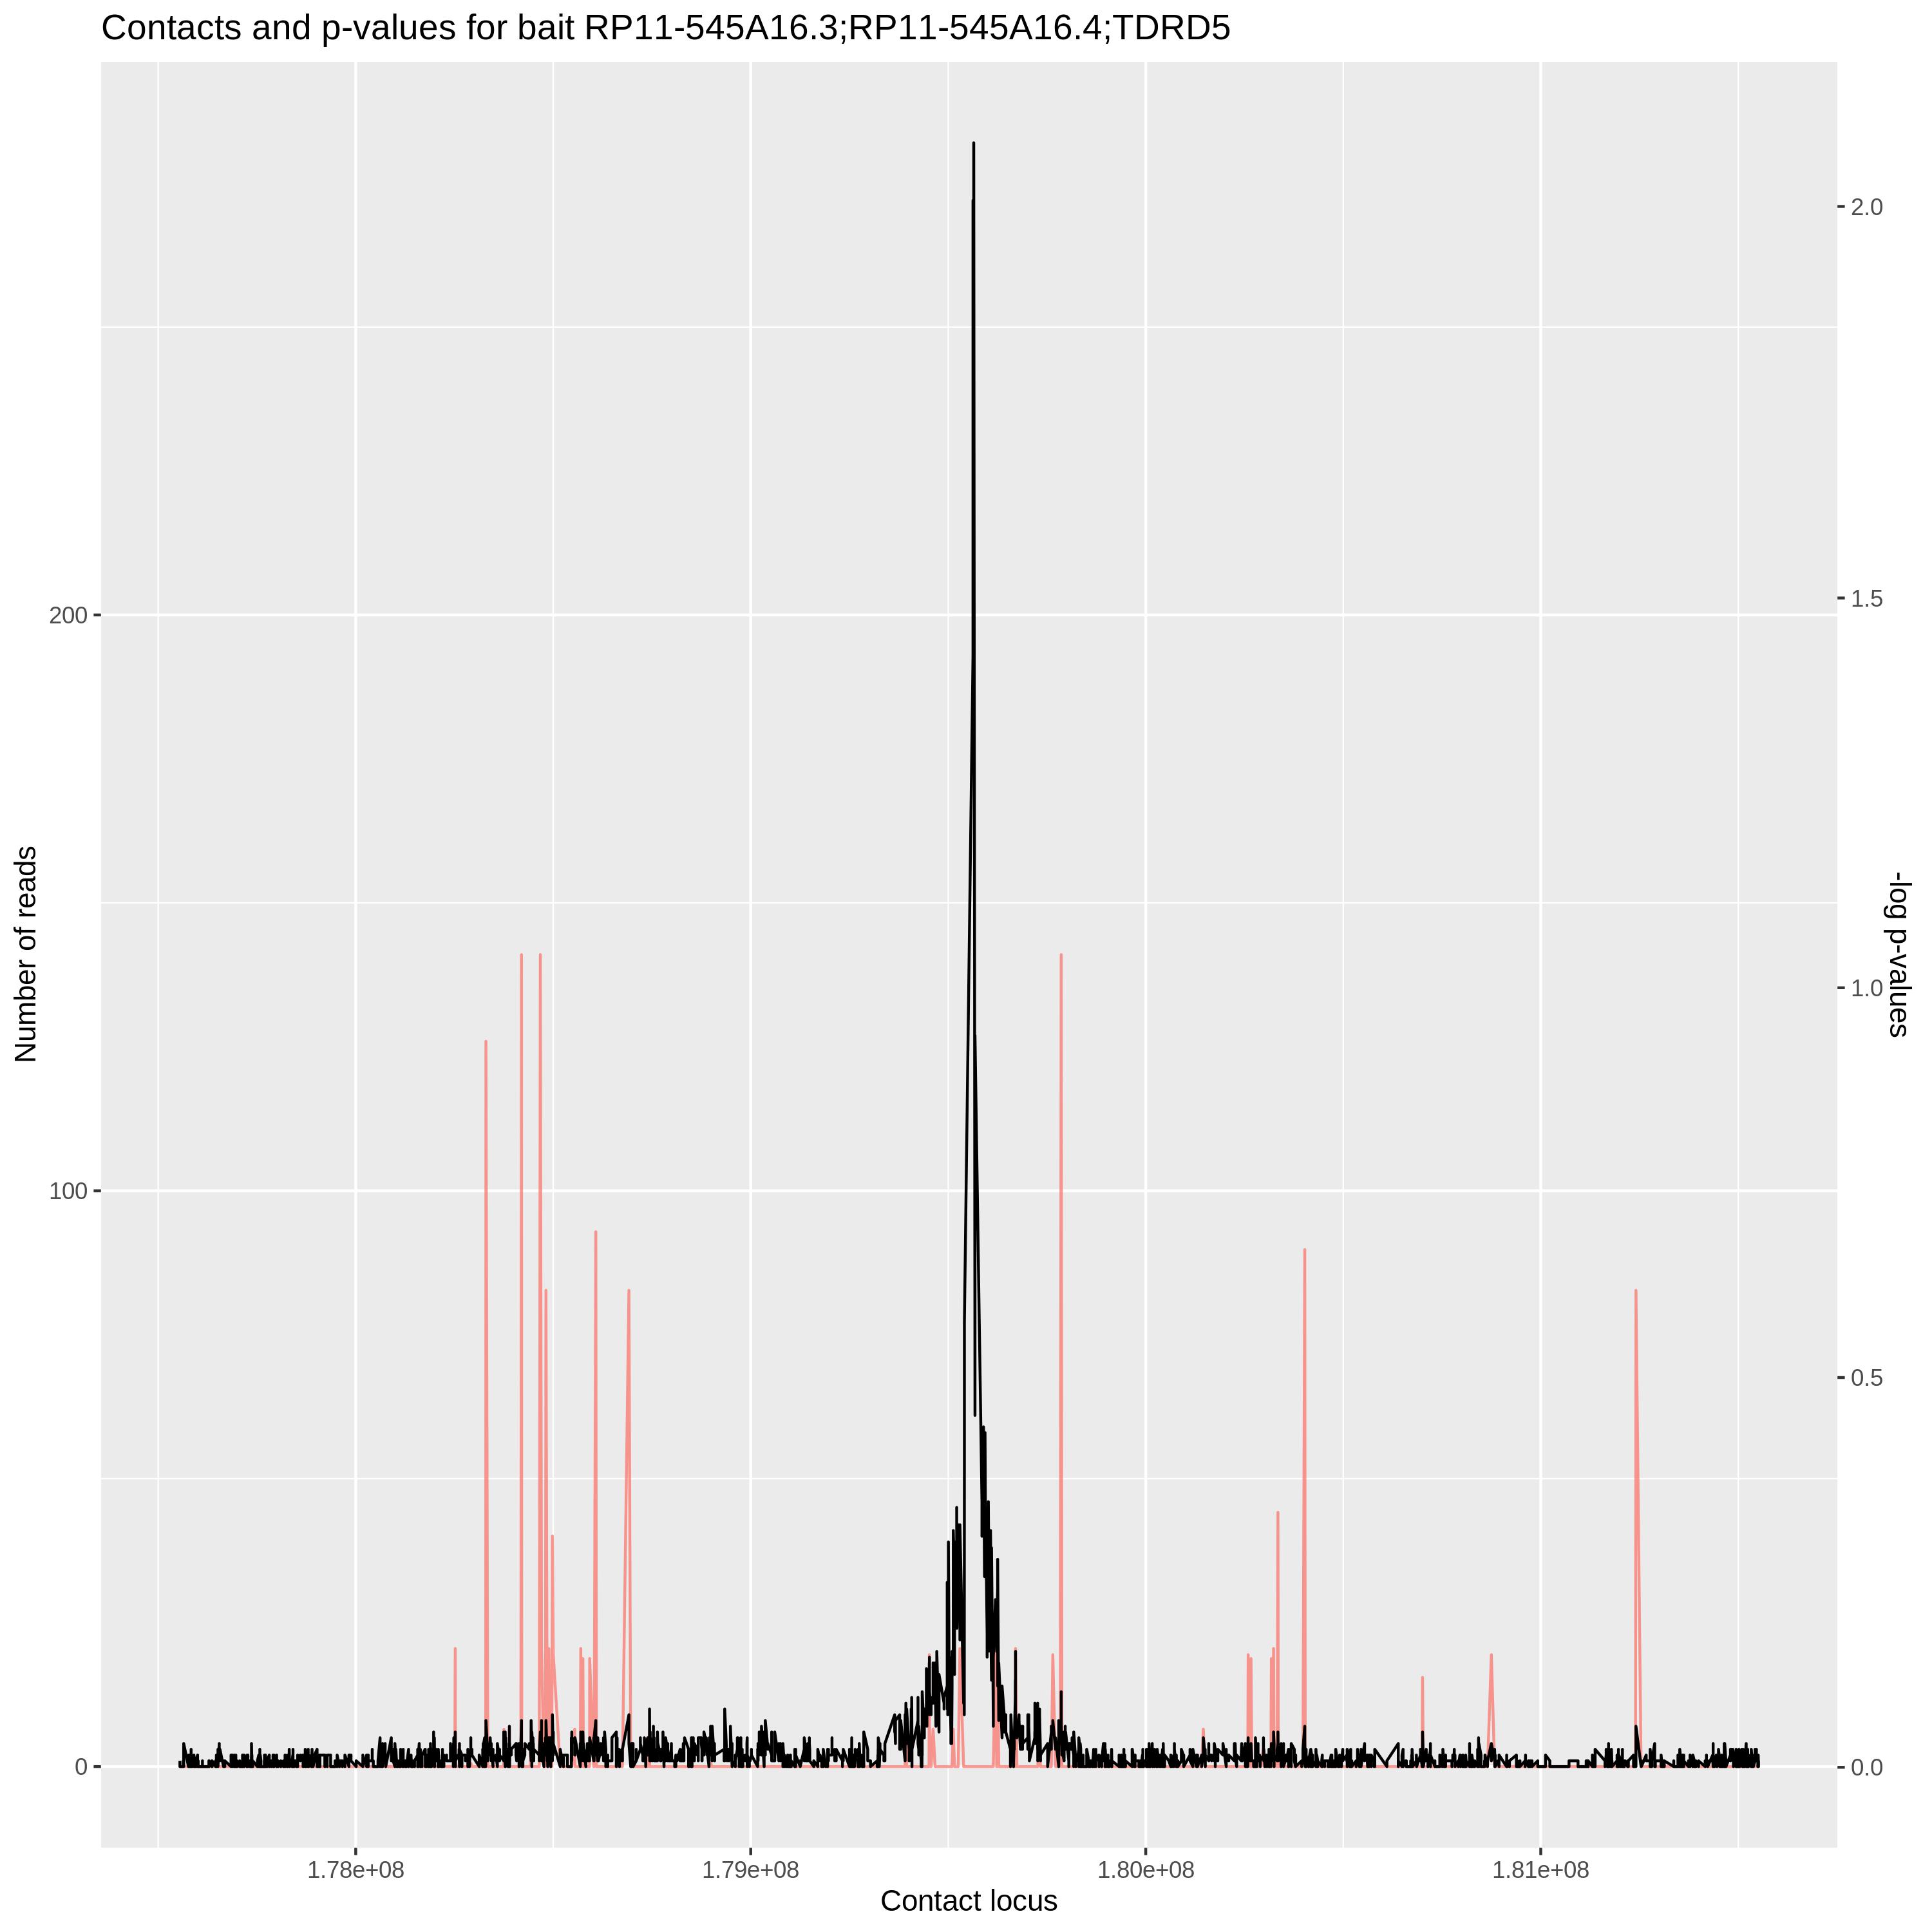 Contacts and p-values for bait RP11-545A16.3;RP11-545A16.4;TDRD5
Number of reads
200
100
0
2.0
1.5
1.0
0.5
0.0
-log p-values
1.78e+08
1.79e+08
1.80e+08
1.81e+08
Contact locus